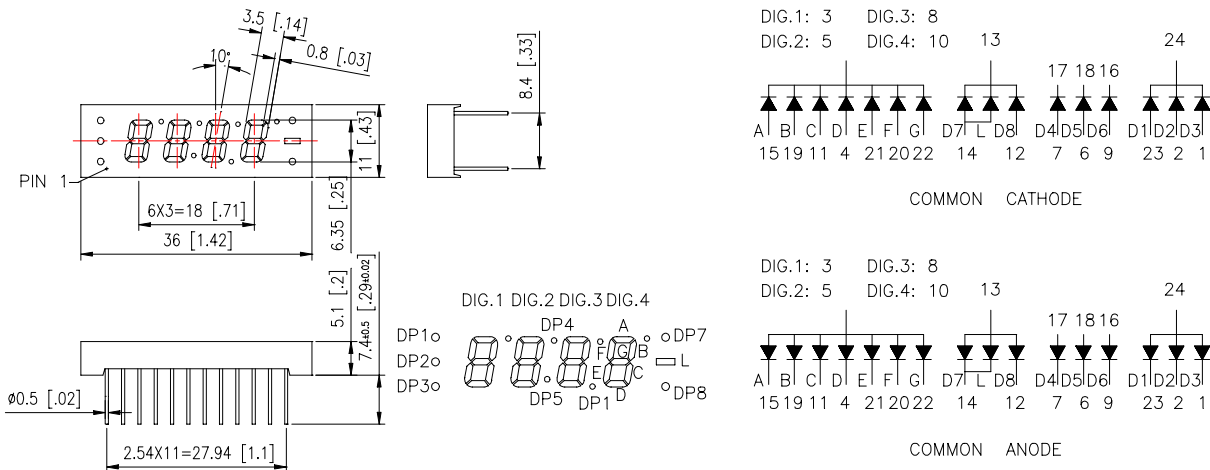 3.5 [.14]
10°
0.8 [.03]
PIN 1
11 [.43]
6.35 [.25]
6X3=18 [.71]
36 [1.42]
8.4 [.33]
5.1 [.2]
7.4±0.5 [.29±0.02]
ø0.5 [.02]
2.54X11=27.94 [1.1]
DIG.1 DIG.2 DIG.3 DIG.4
DP4 A
DP1 F G B DP7
DP2 L
DP3 E C DP8
DP5 DP1 D
DIG.1: 3 DIG.3: 8
DIG.2: 5 DIG.4: 10 13 24
17 18 16
A B C D E F G D7 L D8 D4 D5 D6 D1 D2 D3
15 19 11 4 21 20 22 14 12 7 6 9 23 2 1
COMMON CATHODE
DIG.1: 3 DIG.3: 8
DIG.2: 5 DIG.4: 10 13 24
17 18 16
A B C D E F G D7 L D8 D4 D5 D6 D1 D2 D3
15 19 11 4 21 20 22 14 12 7 6 9 23 2 1
COMMON ANODE